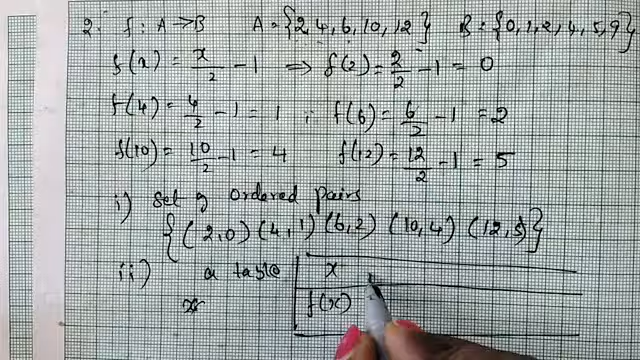 2. f : A → B A = {2, 4, 6, 10, 12} B = {0, 1, 2, 4, 5, 9}
f(x) = x/2 - 1 ⇒ f(2) = 2/2 - 1 = 0
f(4) = 4/2 - 1 = 1 ; f(6) = 6/2 - 1 = 2
f(10) = 10/2 - 1 = 4 f(12) = 12/2 - 1 = 5
i) set of ordered pairs
{(2,0) (4,1) (6,2) (10,4) (12,5)}
ii) a table x
f(x)